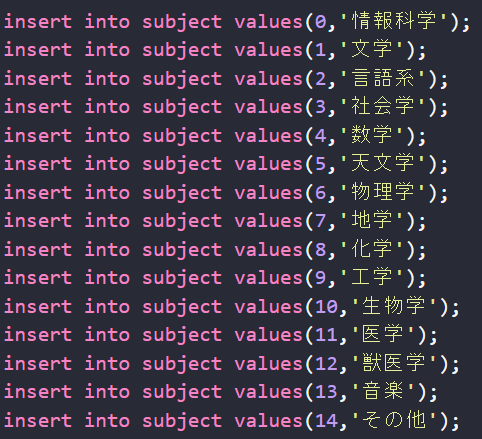 insert into subject values(0,'情報科学');
insert into subject values(1,'文学');
insert into subject values(2,'言語系');
insert into subject values(3,'社会学');
insert into subject values(4,'数学');
insert into subject values(5,'天文学');
insert into subject values(6,'物理学');
insert into subject values(7,'地学');
insert into subject values(8,'化学');
insert into subject values(9,'工学');
insert into subject values(10,'生物学');
insert into subject values(11,'医学');
insert into subject values(12,'獣医学');
insert into subject values(13,'音楽');
insert into subject values(14,'その他');